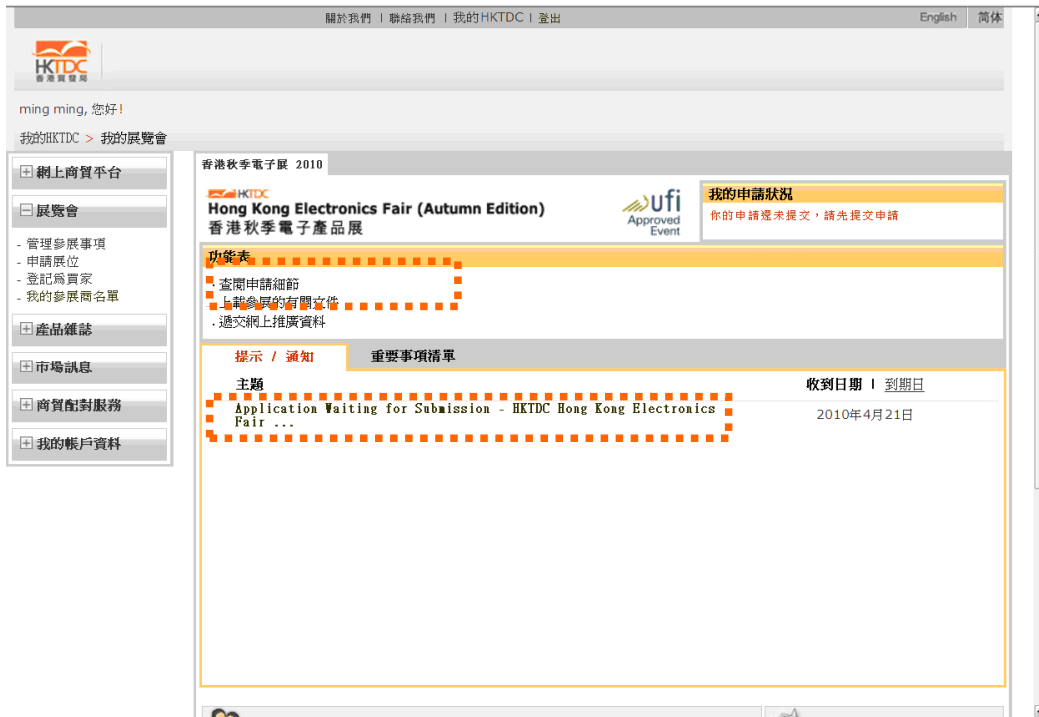 關於我們 | 聯絡我們 | 我的HKTDC | 登出
English 简体
HKTDC
香港貿發局
ming ming, 您好!
我的HKTDC > 我的展覽會
網上商貿平台
展覽會
- 管理參展事項
- 申請展位
- 登記為買家
- 我的參展商名單
產品雜誌
市場訊息
商貿配對服務
我的帳戶資料
香港秋季電子展 2010
HKTDC
Hong Kong Electronics Fair (Autumn Edition)
香港秋季電子產品展
ufi
Approved
Event
我的申請狀況
你的申請還未提交，請先提交申請
功能表
· 查閱申請細節
· 上載參展的有關文件
· 遞交網上推廣資料
提示 / 通知 重要事項清單
主題 收到日期 | 到期日
Application Waiting for Submission - HKTDC Hong Kong Electronics
Fair ...
2010年4月21日